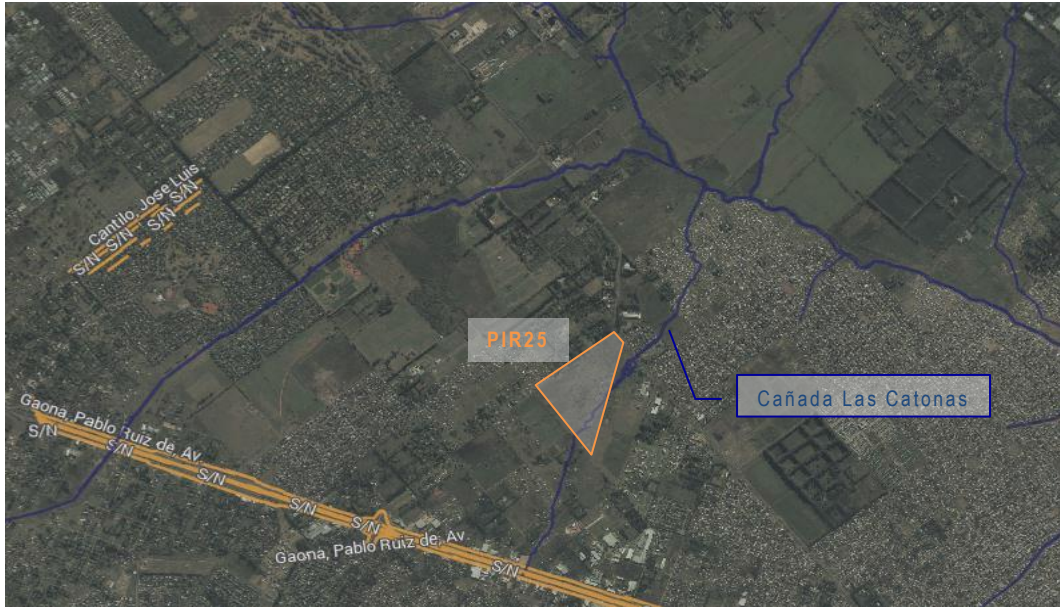 Cantilo, Jose Luis
S/N
S/N
S/N
S/N
PIR25
Cañada Las Catonas
Gaona, Pablo Ruiz de, Av.
S/N
S/N
S/N
S/N
S/N
Gaona, Pablo Ruiz de, Av
S/N